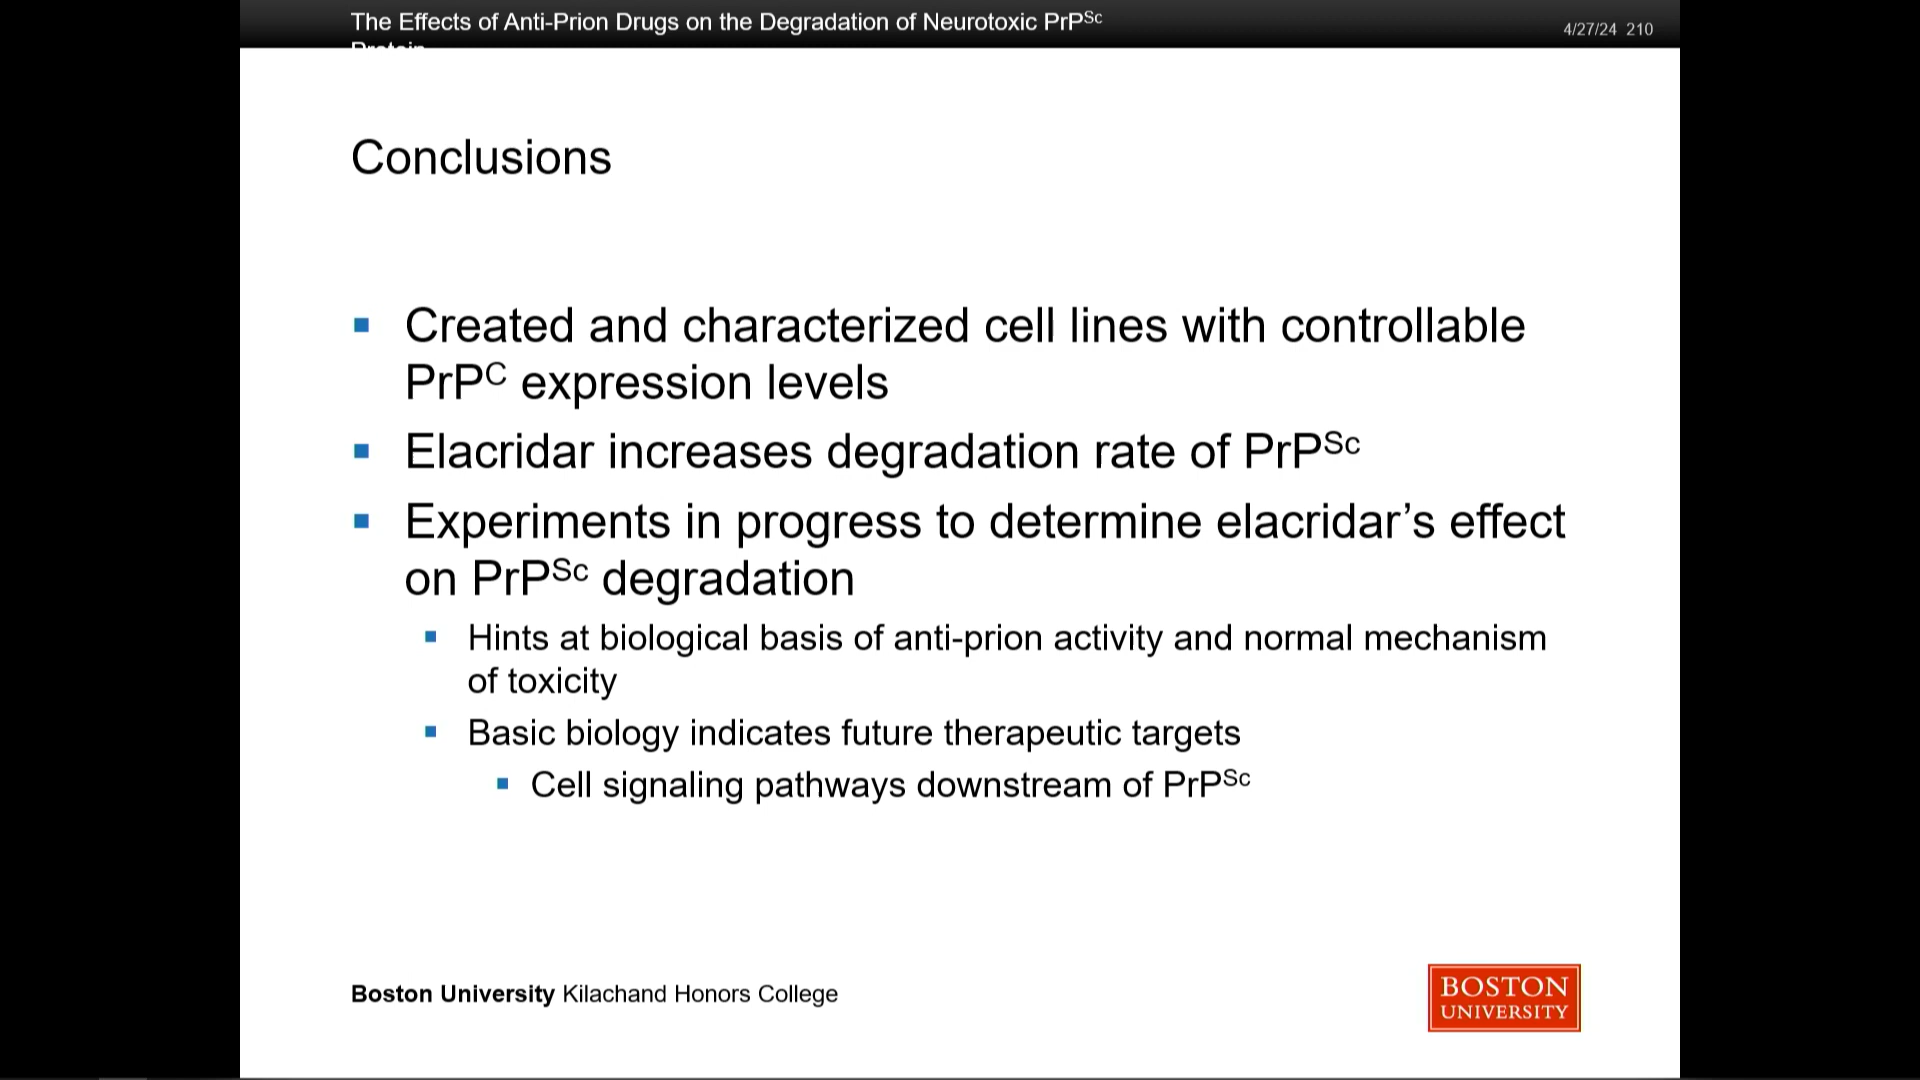 The Effects of Anti-Prion Drugs on the Degradation of Neurotoxic PrPSc
Protein
4/27/24 210
Conclusions
Created and characterized cell lines with controllable
PrPC expression levels
Elacridar increases degradation rate of PrPSc
Experiments in progress to determine elacridar’s effect
on PrPSc degradation
Hints at biological basis of anti-prion activity and normal mechanism
of toxicity
Basic biology indicates future therapeutic targets
Cell signaling pathways downstream of PrPSc
Boston University Kilachand Honors College
BOSTON
UNIVERSITY